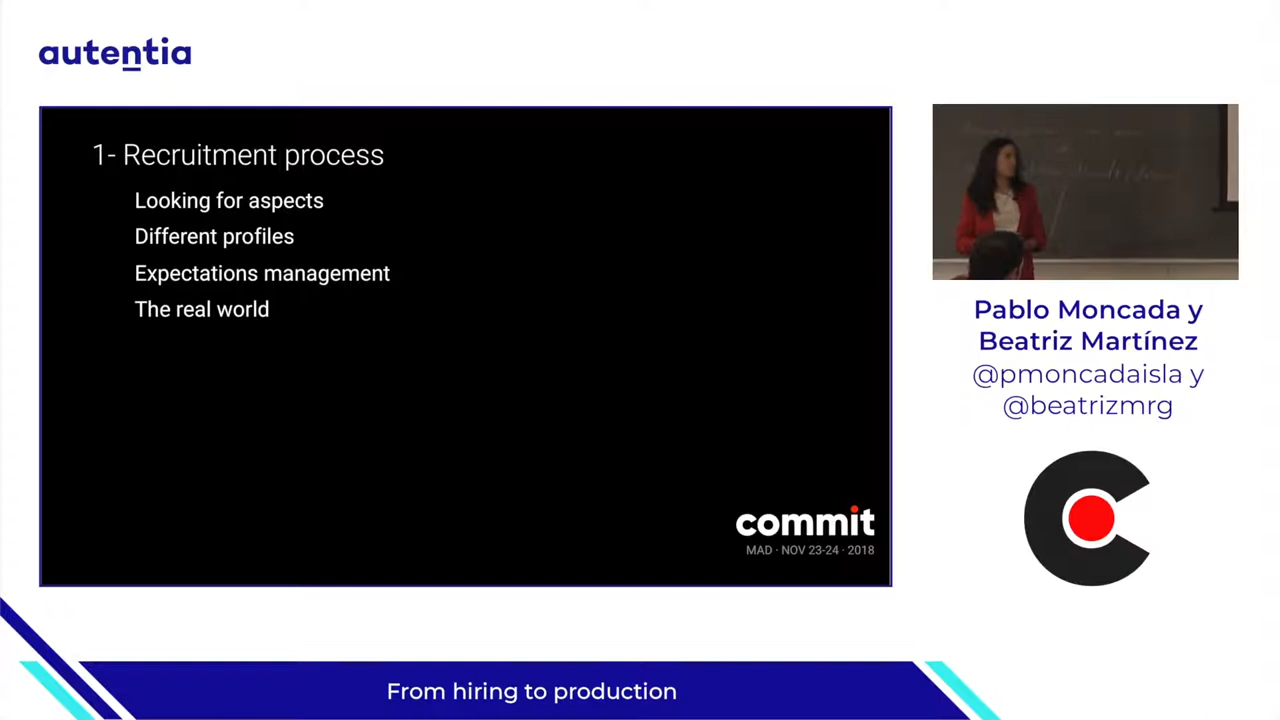 autentia
1- Recruitment process
Looking for aspects
Different profiles
Expectations management
The real world
commit
MAD · NOV 23-24 · 2018
Pablo Moncada y
Beatriz Martínez
@pmoncadaisla y
@beatrizmrg
From hiring to production